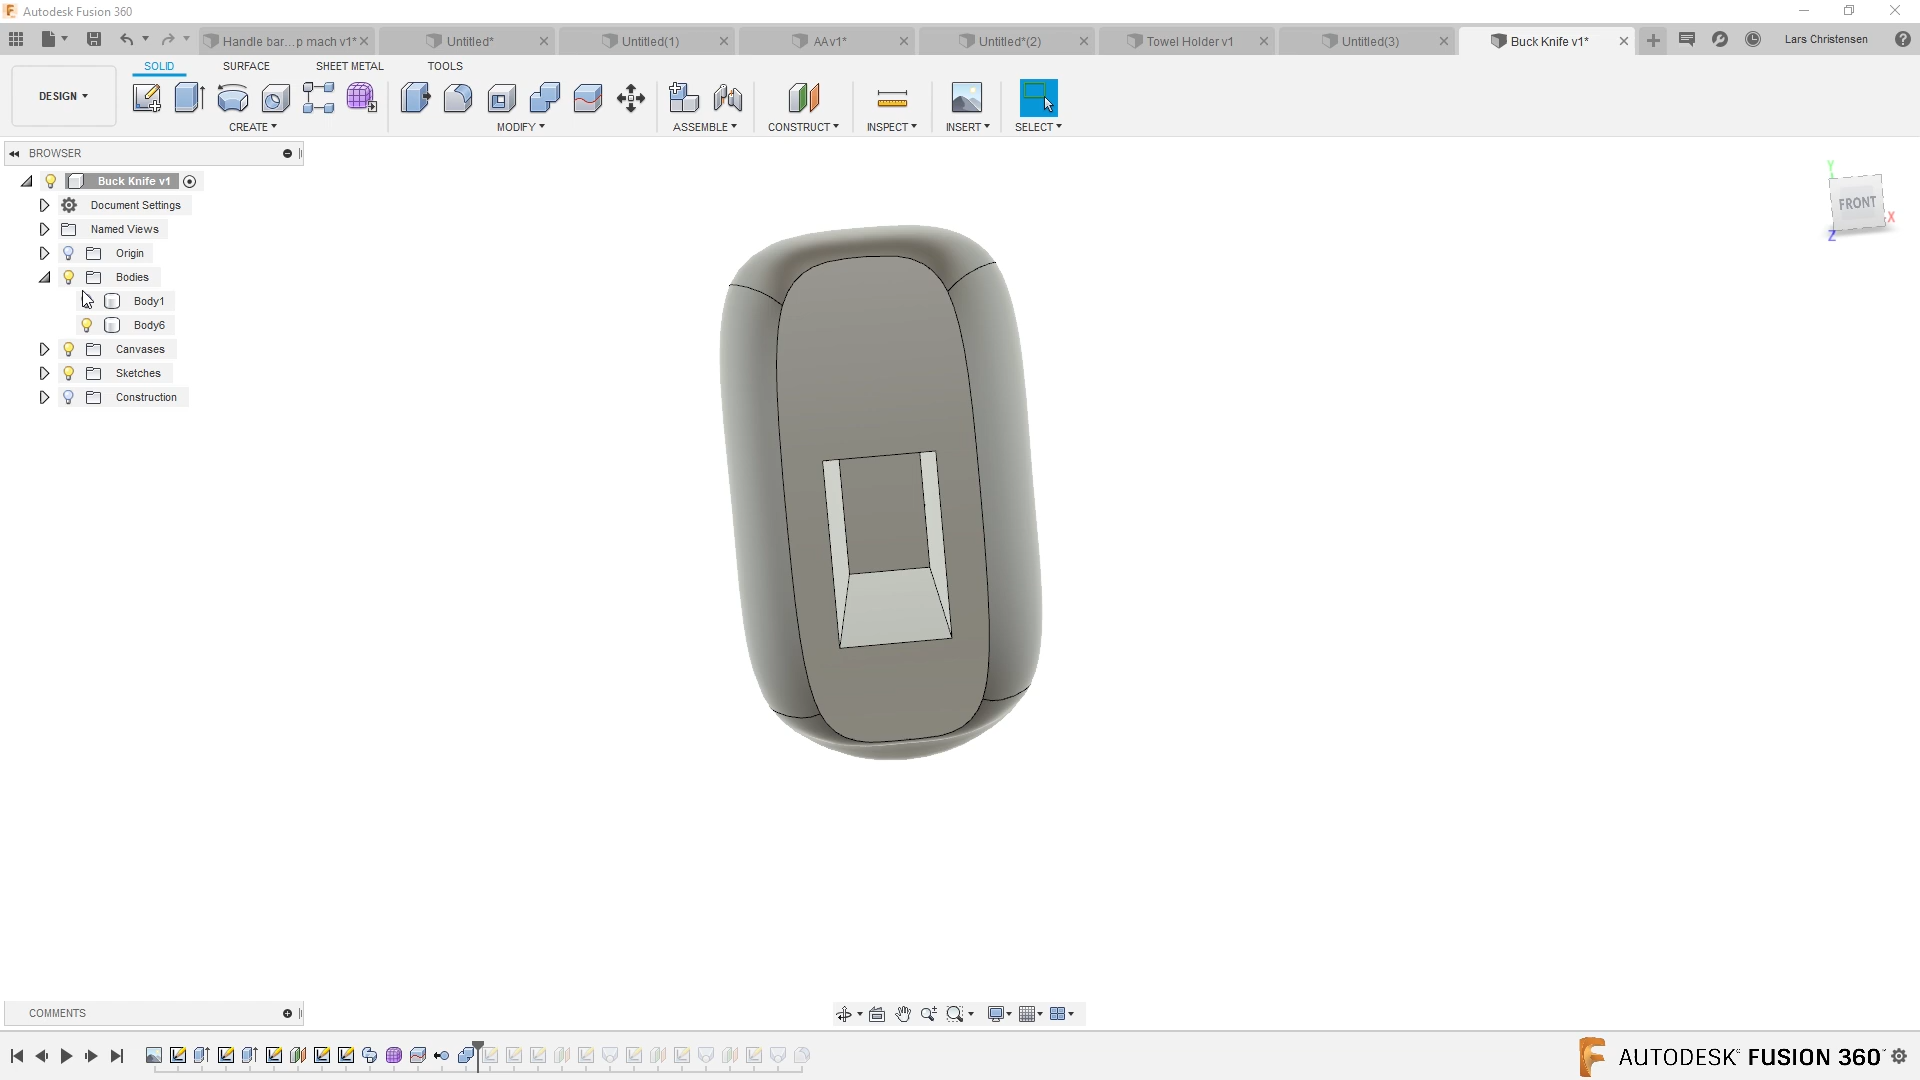 Autodesk Fusion 360
Handle bar...p mach v1* Untitled* Untitled(1) AAv1* Untitled*(2) Towel Holder v1 Untitled(3) Buck Knife v1* Lars Christensen
DESIGN SOLID SURFACE SHEET METAL TOOLS
CREATE MODIFY ASSEMBLE CONSTRUCT INSPECT INSERT SELECT
BROWSER
Buck Knife v1
Document Settings
Named Views
Origin
Bodies
Body1
Body6
Canvases
Sketches
Construction
Y
FRONT
X
Z
COMMENTS
AUTODESK FUSION 360